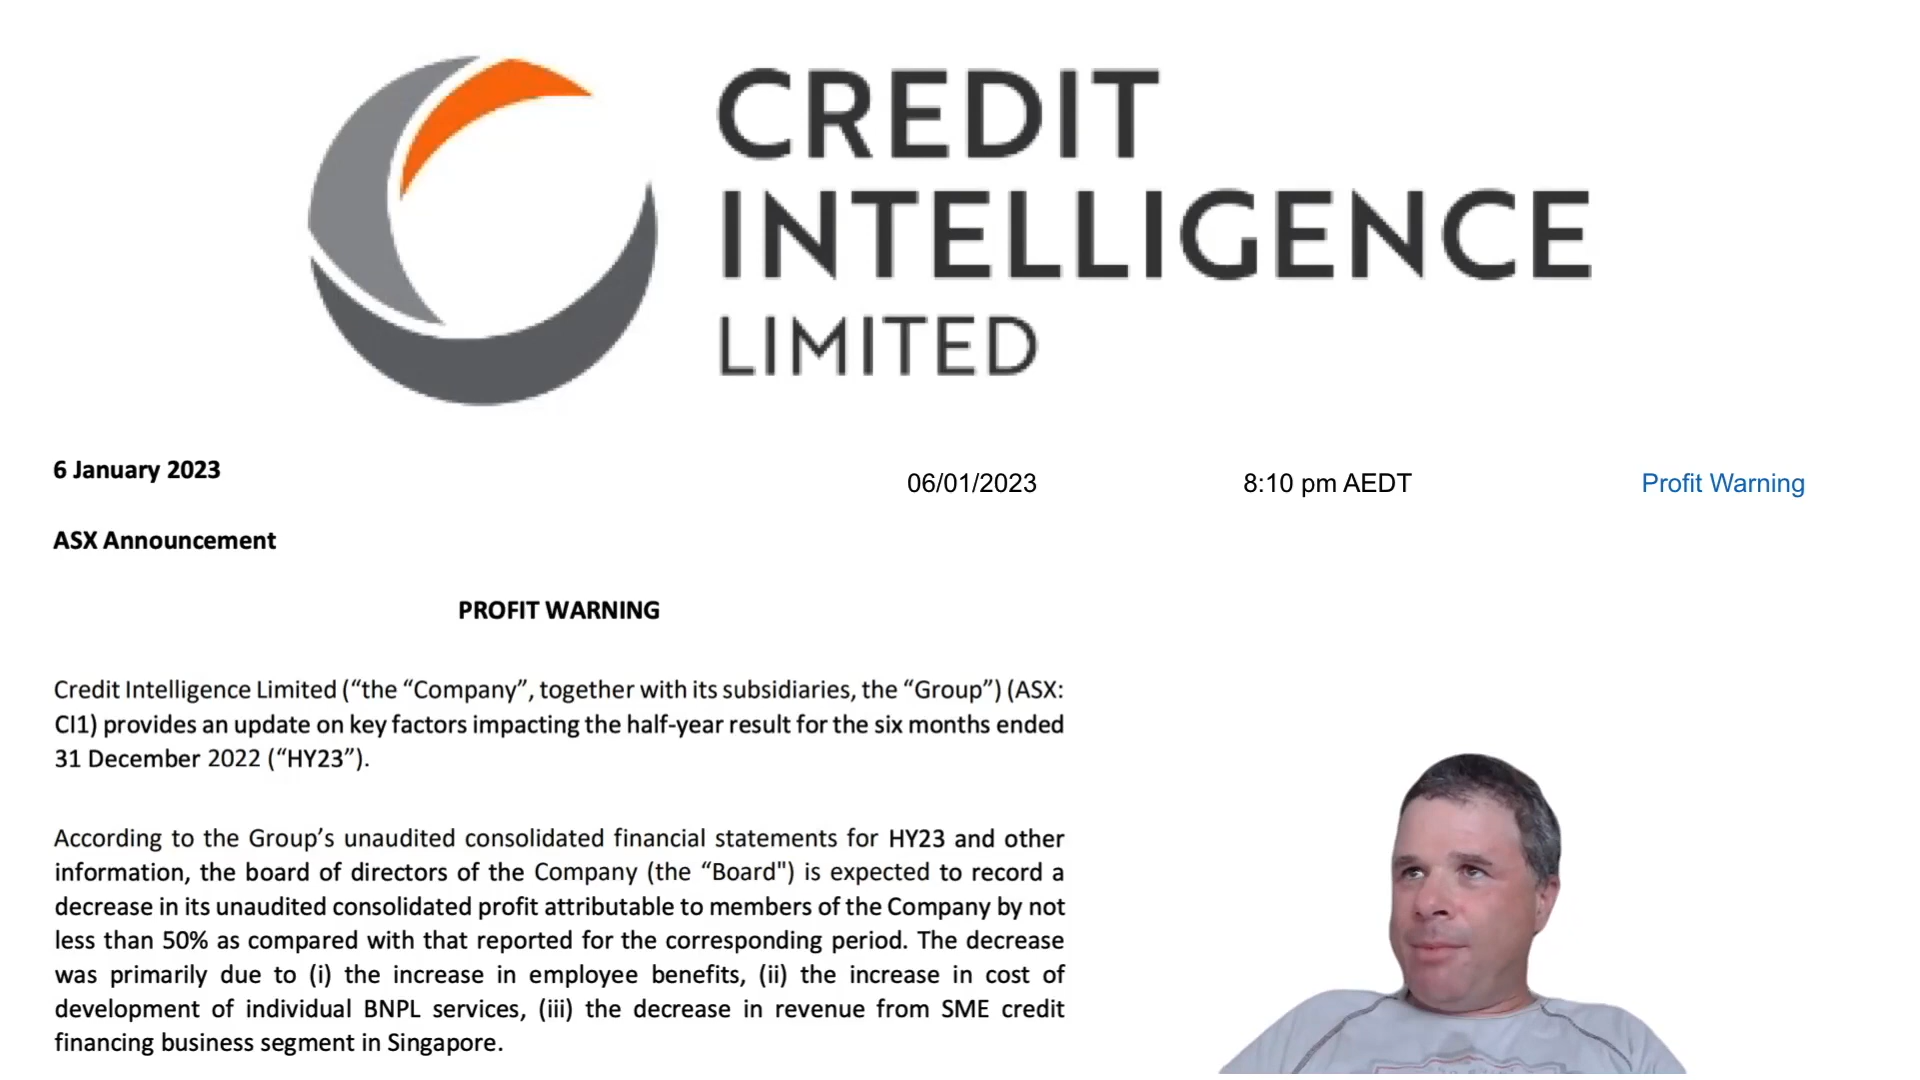 CREDIT
INTELLIGENCE
LIMITED
6 January 2023
06/01/2023 8:10 pm AEDT Profit Warning
ASX Announcement
PROFIT WARNING
Credit Intelligence Limited (“the “Company”, together with its subsidiaries, the “Group”) (ASX:
CI1) provides an update on key factors impacting the half-year result for the six months ended
31 December 2022 (“HY23”).
According to the Group’s unaudited consolidated financial statements for HY23 and other
information, the board of directors of the Company (the “Board") is expected to record a
decrease in its unaudited consolidated profit attributable to members of the Company by not
less than 50% as compared with that reported for the corresponding period. The decrease
was primarily due to (i) the increase in employee benefits, (ii) the increase in cost of
development of individual BNPL services, (iii) the decrease in revenue from SME credit
financing business segment in Singapore.